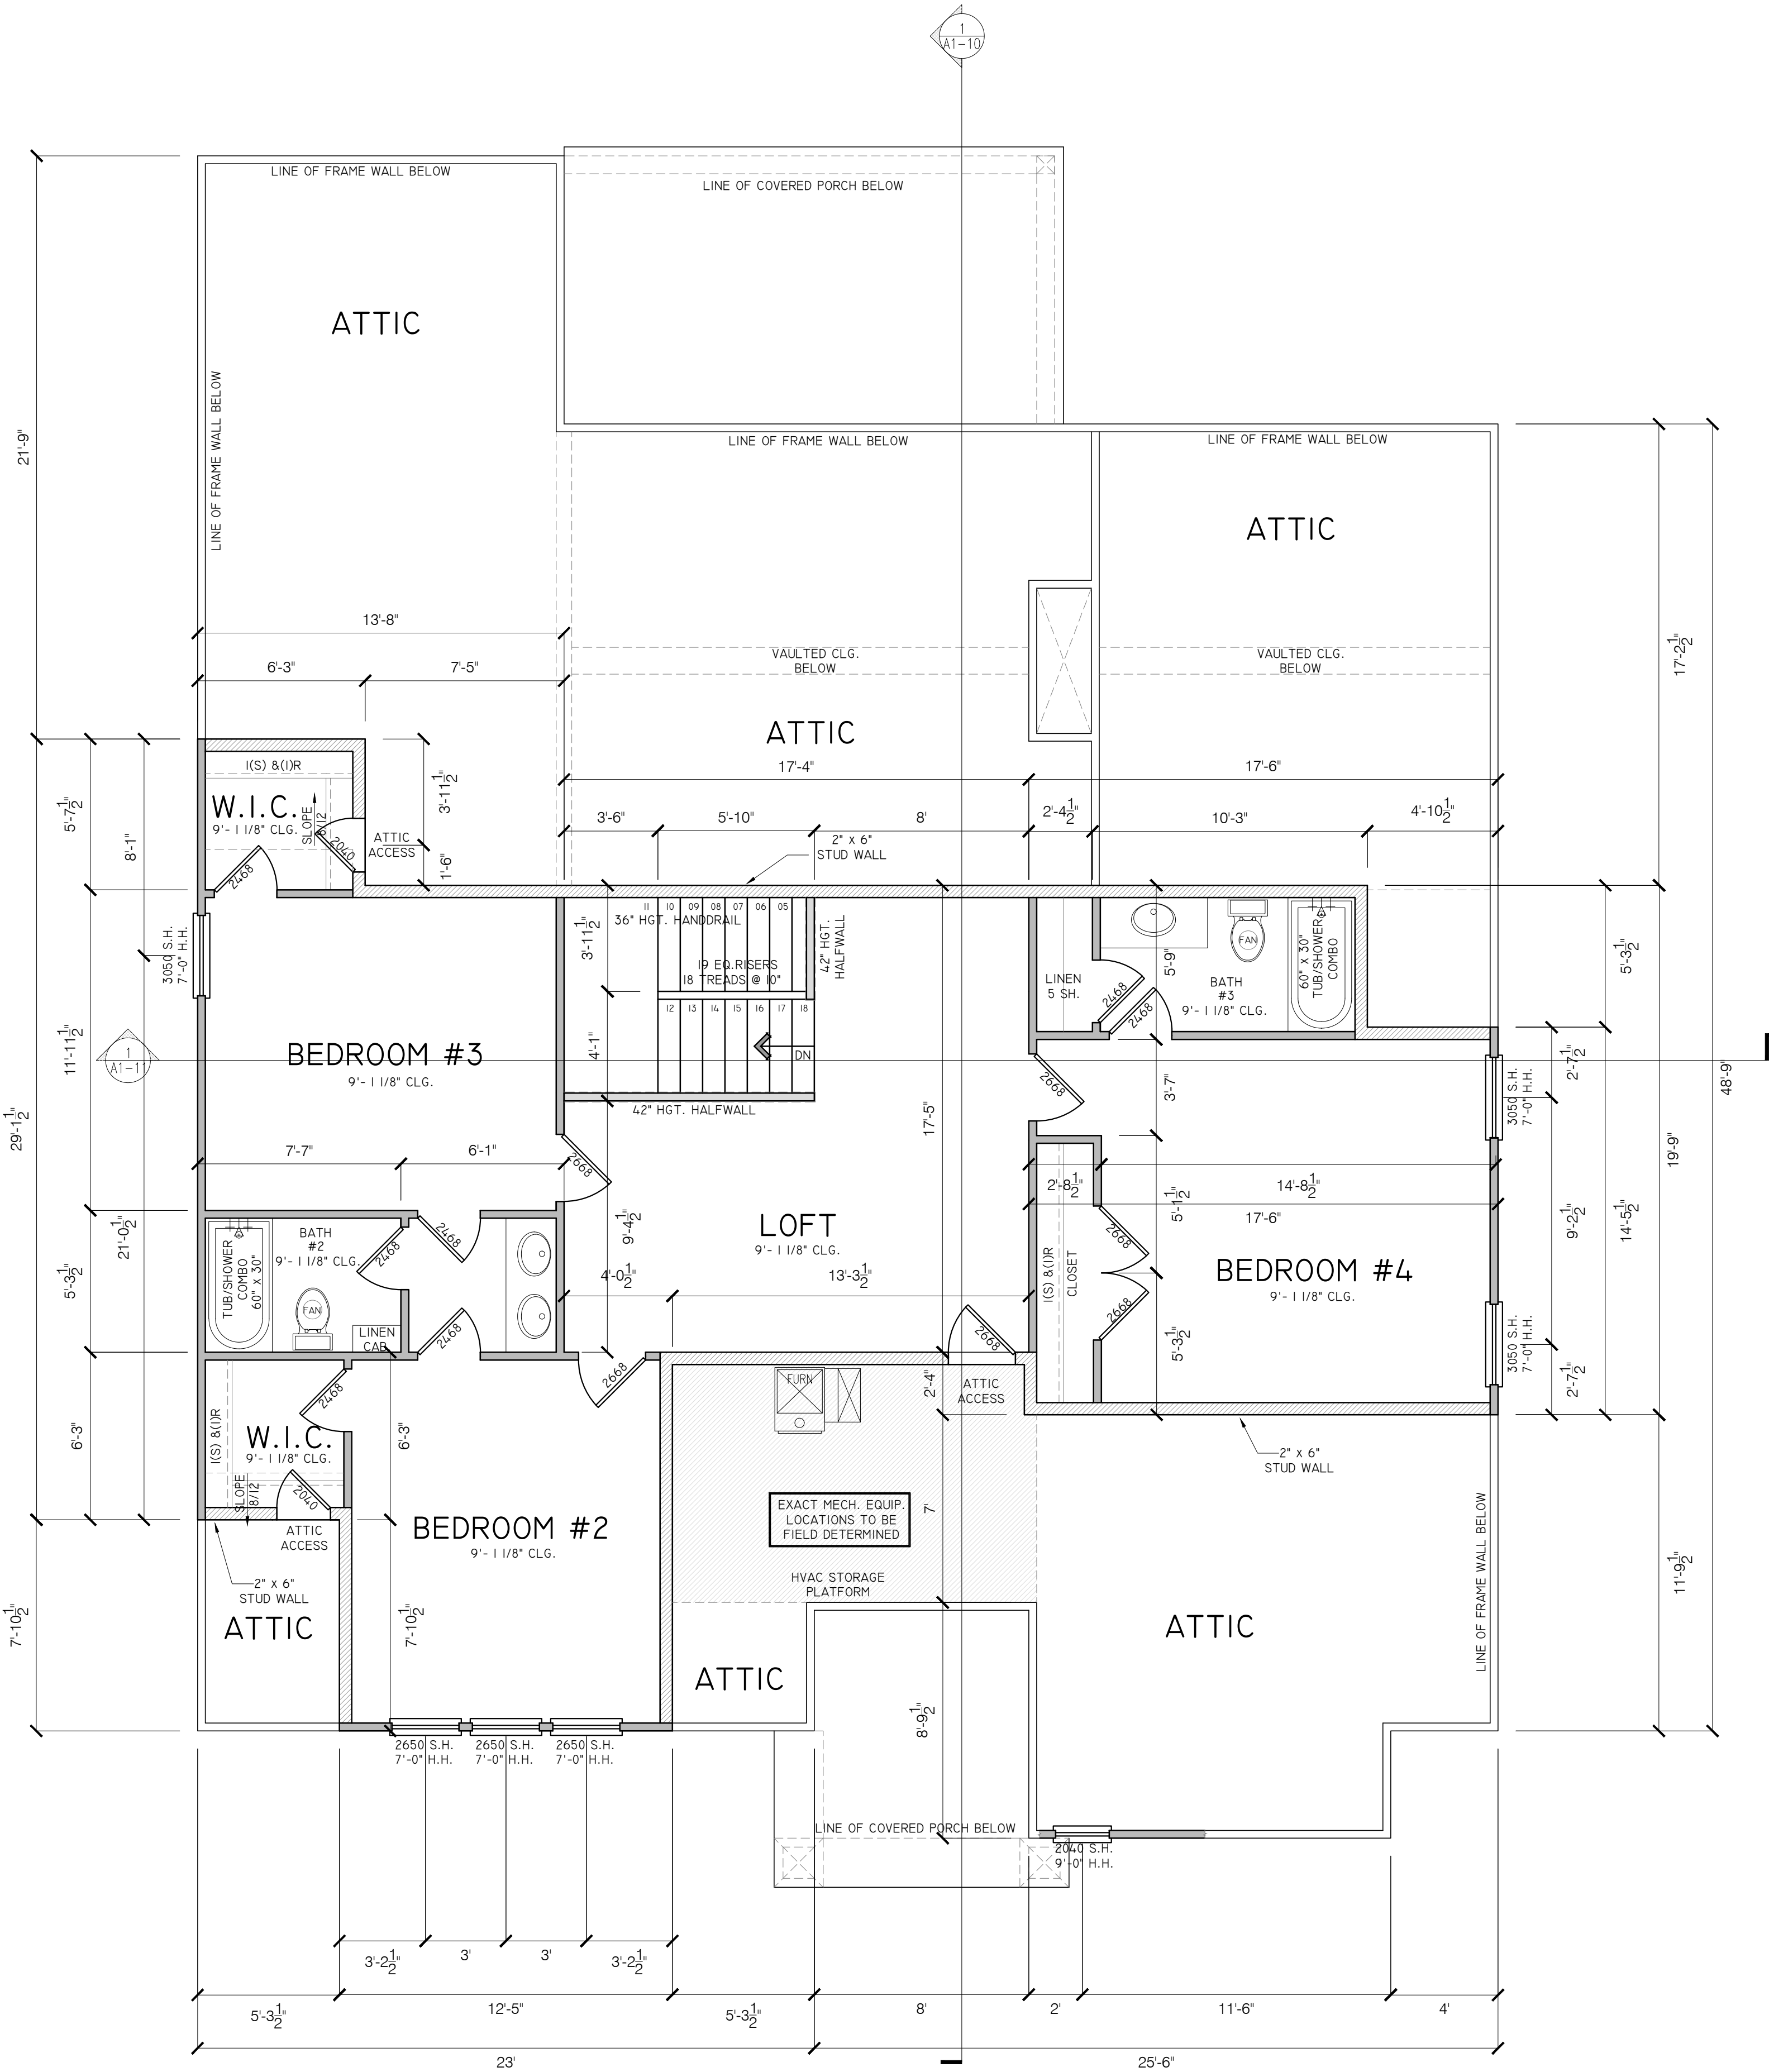 1
A1-10
LINE OF FRAME WALL BELOW
LINE OF COVERED PORCH BELOW
ATTIC
LINE OF FRAME WALL BELOW
21'-9"
LINE OF FRAME WALL BELOW
LINE OF FRAME WALL BELOW
ATTIC
13'-8"
6'-3"
7'-5"
VAULTED CLG.
BELOW
VAULTED CLG.
BELOW
17'-2 1/2"
ATTIC
17'-4"
17'-6"
3'-6"
5'-10"
8'
2'-4 1/2"
10'-3"
4'-10 1/2"
2" x 6"
STUD WALL
5'-7 1/2"
8'-1"
1(S) &(1)R
W.I.C.
9'- 1 1/8" CLG.
SLOPE
8/12
2040
2468
ATTIC
ACCESS
3'-11 1/2"
1'-6"
3050 S.H.
7'-0" H.H.
11 10 09 08 07 06 05
36" HGT. HANDDRAIL
3'-11 1/2"
19 EQ.RISERS
18 TREADS @ 10"
12 13 14 15 16 17 18
DN
4'-1"
42" HGT.
HALFWALL
42" HGT. HALFWALL
LINEN
5 SH.
2468
2468
5'-9"
FAN
BATH
#3
9'- 1 1/8" CLG.
60" X 30"
TUB/SHOWER
COMBO
5'-3 1/2"
1
A1-11
11'-11 1/2"
29'-1 1/2"
BEDROOM #3
9'- 1 1/8" CLG.
7'-7"
6'-1"
2668
17'-5"
2668
3'-7"
3050 S.H.
7'-0" H.H.
2'-7 1/2"
48'-9"
19'-9"
2'-8 1/2"
14'-8 1/2"
17'-6"
5'-1 1/2"
9'-2 1/2"
14'-5 1/2"
21'-0 1/2"
5'-3 1/2"
TUB/SHOWER
COMBO
60" X 30"
BATH
#2
9'- 1 1/8" CLG.
FAN
LINEN
CAB
2468
2468
2468
9'-4 1/2"
LOFT
9'- 1 1/8" CLG.
4'-0 1/2"
13'-3 1/2"
1(S) &(1)R
CLOSET
2668
2668
BEDROOM #4
9'- 1 1/8" CLG.
5'-3 1/2"
3050 S.H.
7'-0" H.H.
2'-7 1/2"
6'-3"
1(S) &(1)R
2468
W.I.C.
9'- 1 1/8" CLG.
SLOPE
8/12
2040
ATTIC
ACCESS
6'-3"
2668
FURN
2'-4"
2668
ATTIC
ACCESS
2" x 6"
STUD WALL
BEDROOM #2
9'- 1 1/8" CLG.
EXACT MECH. EQUIP.
LOCATIONS TO BE
FIELD DETERMINED
7'
HVAC STORAGE
PLATFORM
2" x 6"
STUD WALL
ATTIC
7'-10 1/2"
7'-10 1/2"
ATTIC
ATTIC
LINE OF FRAME WALL BELOW
11'-9 1/2"
8'-9 1/2"
2650 S.H.
7'-0" H.H.
2650 S.H.
7'-0" H.H.
2650 S.H.
7'-0" H.H.
LINE OF COVERED PORCH BELOW
2040 S.H.
9'-0" H.H.
3'-2 1/2"
3'
3'
3'-2 1/2"
5'-3 1/2"
12'-5"
5'-3 1/2"
8'
2'
11'-6"
4'
23'
25'-6"